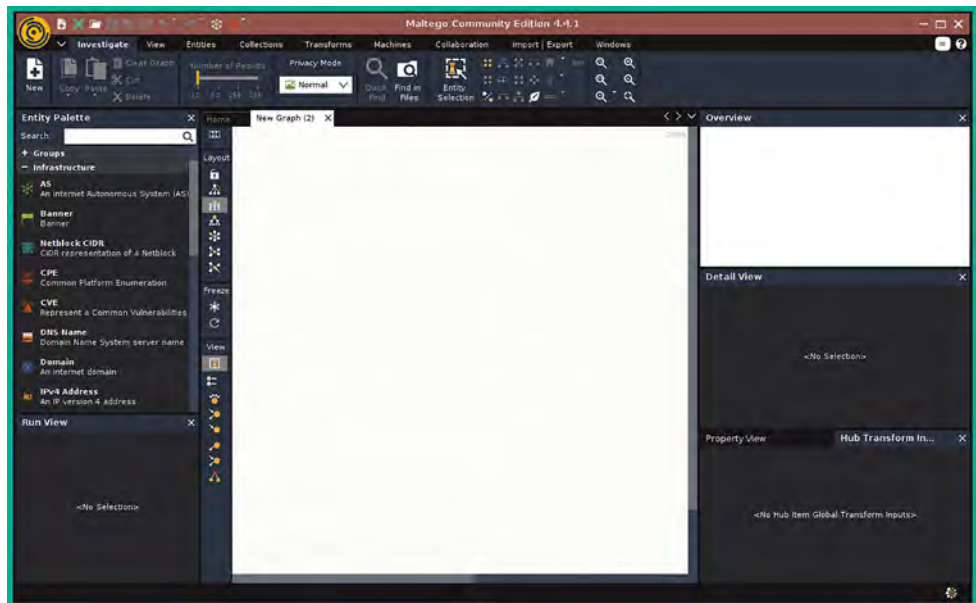 Maltego Community Edition 4.4.1
Investigate View Entities Collections Transforms Machines Collaboration Import | Export Windows
New
Copy Paste
Clear Graph
Cut
Delete
Number of Results
Privacy Mode
Normal
Quick Find
Find in Files
Entity Selection
Entity Palette
Search:
+ Groups
− Infrastructure
AS
An internet Autonomous System (AS)
Banner
Banner
Netblock CIDR
CIDR representation of a Netblock
CPE
Common Platform Enumeration
CVE
Represent a Common Vulnerabilities
DNS Name
Domain Name System server name
Domain
An internet domain
IPv4 Address
An IP version 4 address
Run View
<No Selection>
Home New Graph (2)
Layout
Freeze
View
Overview
Detail View
<No Selection>
Property View Hub Transform In...
<No Hub Item Global Transform Inputs>